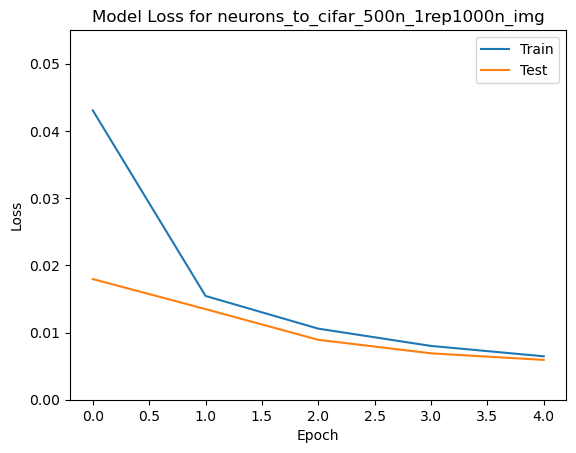 Model Loss for neurons_to_cifar_500n_1rep1000n_img
Train
Test
0.05
0.04
0.03
0.02
0.01
0.00
Loss
0.0 0.5 1.0 1.5 2.0 2.5 3.0 3.5 4.0
Epoch